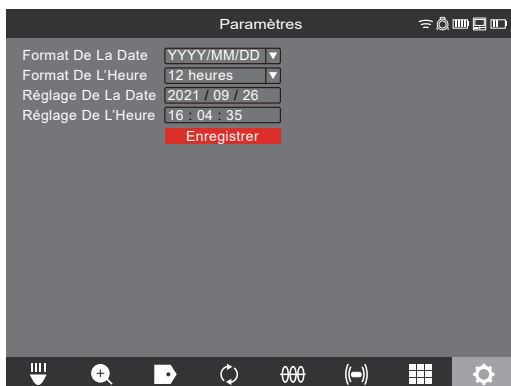 Paramètres
Format De La Date YYYY/MM/DD
Format De L'Heure 12 heures
Réglage De La Date 2021 / 09 / 26
Réglage De L'Heure 16 : 04 : 35
Enregistrer